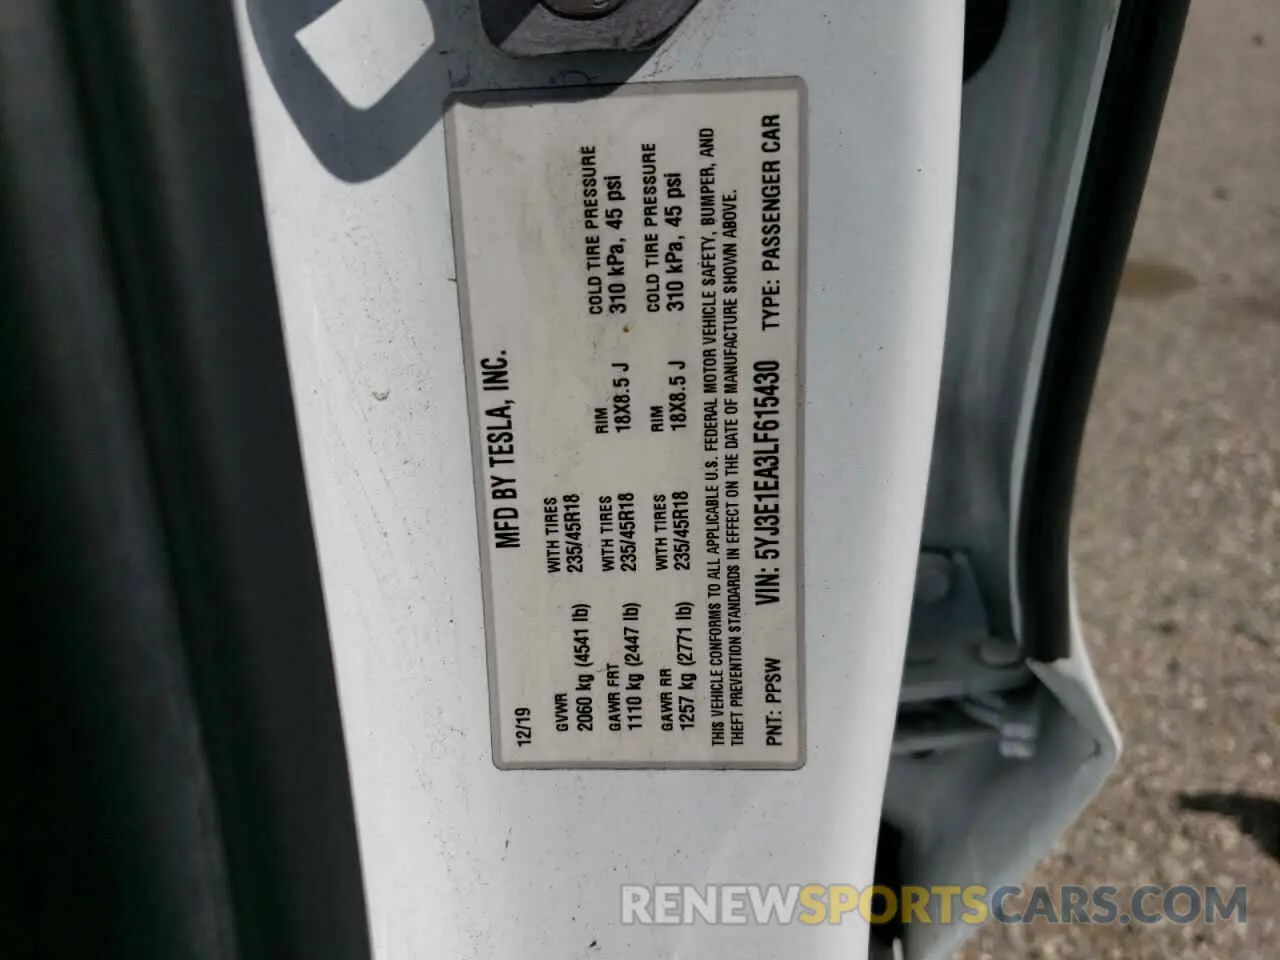 MFD BY TESLA, INC.
12/19
GVWR
2060 kg (4541 lb)
WITH TIRES
235/45R18
RIM
18X8.5 J
COLD TIRE PRESSURE
310 kPa, 45 psi
GAWR FRT
1110 kg (2447 lb)
WITH TIRES
235/45R18
RIM
18X8.5 J
COLD TIRE PRESSURE
310 kPa, 45 psi
GAWR RR
1257 kg (2771 lb)
WITH TIRES
235/45R18
THIS VEHICLE CONFORMS TO ALL APPLICABLE U.S. FEDERAL MOTOR VEHICLE SAFETY, BUMPER, AND
THEFT PREVENTION STANDARDS IN EFFECT ON THE DATE OF MANUFACTURE SHOWN ABOVE.
PNT: PPSW VIN: 5YJ3E1EA3LF615430 TYPE: PASSENGER CAR
RENEWSPORTSCARS.COM